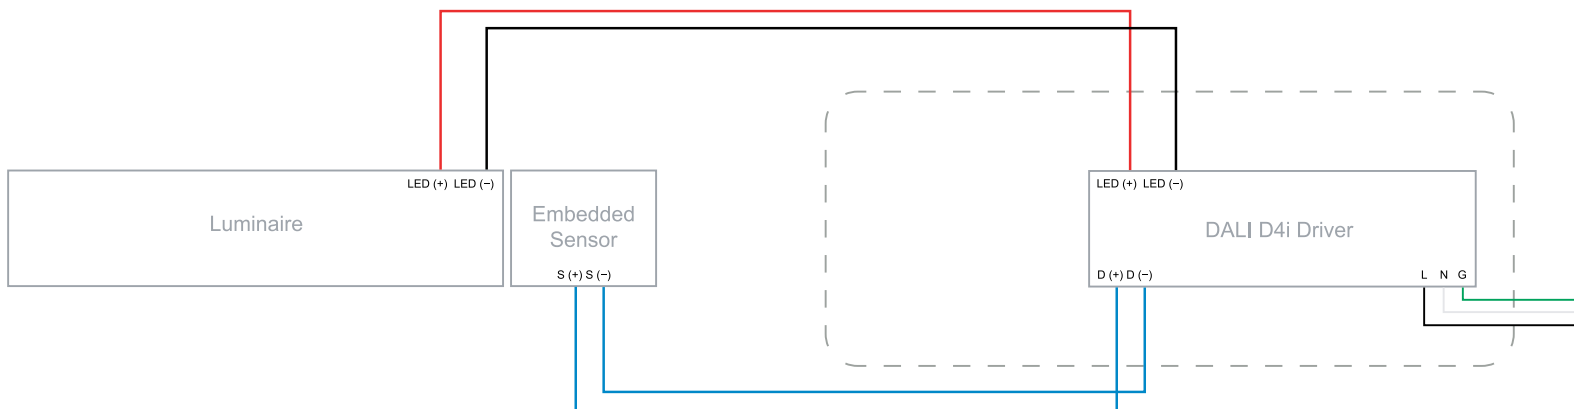 LED (+) LED (−)
Luminaire
Embedded
Sensor
S (+) S (−)
LED (+) LED (−)
DALI D4i Driver
D (+) D (−)
L N G